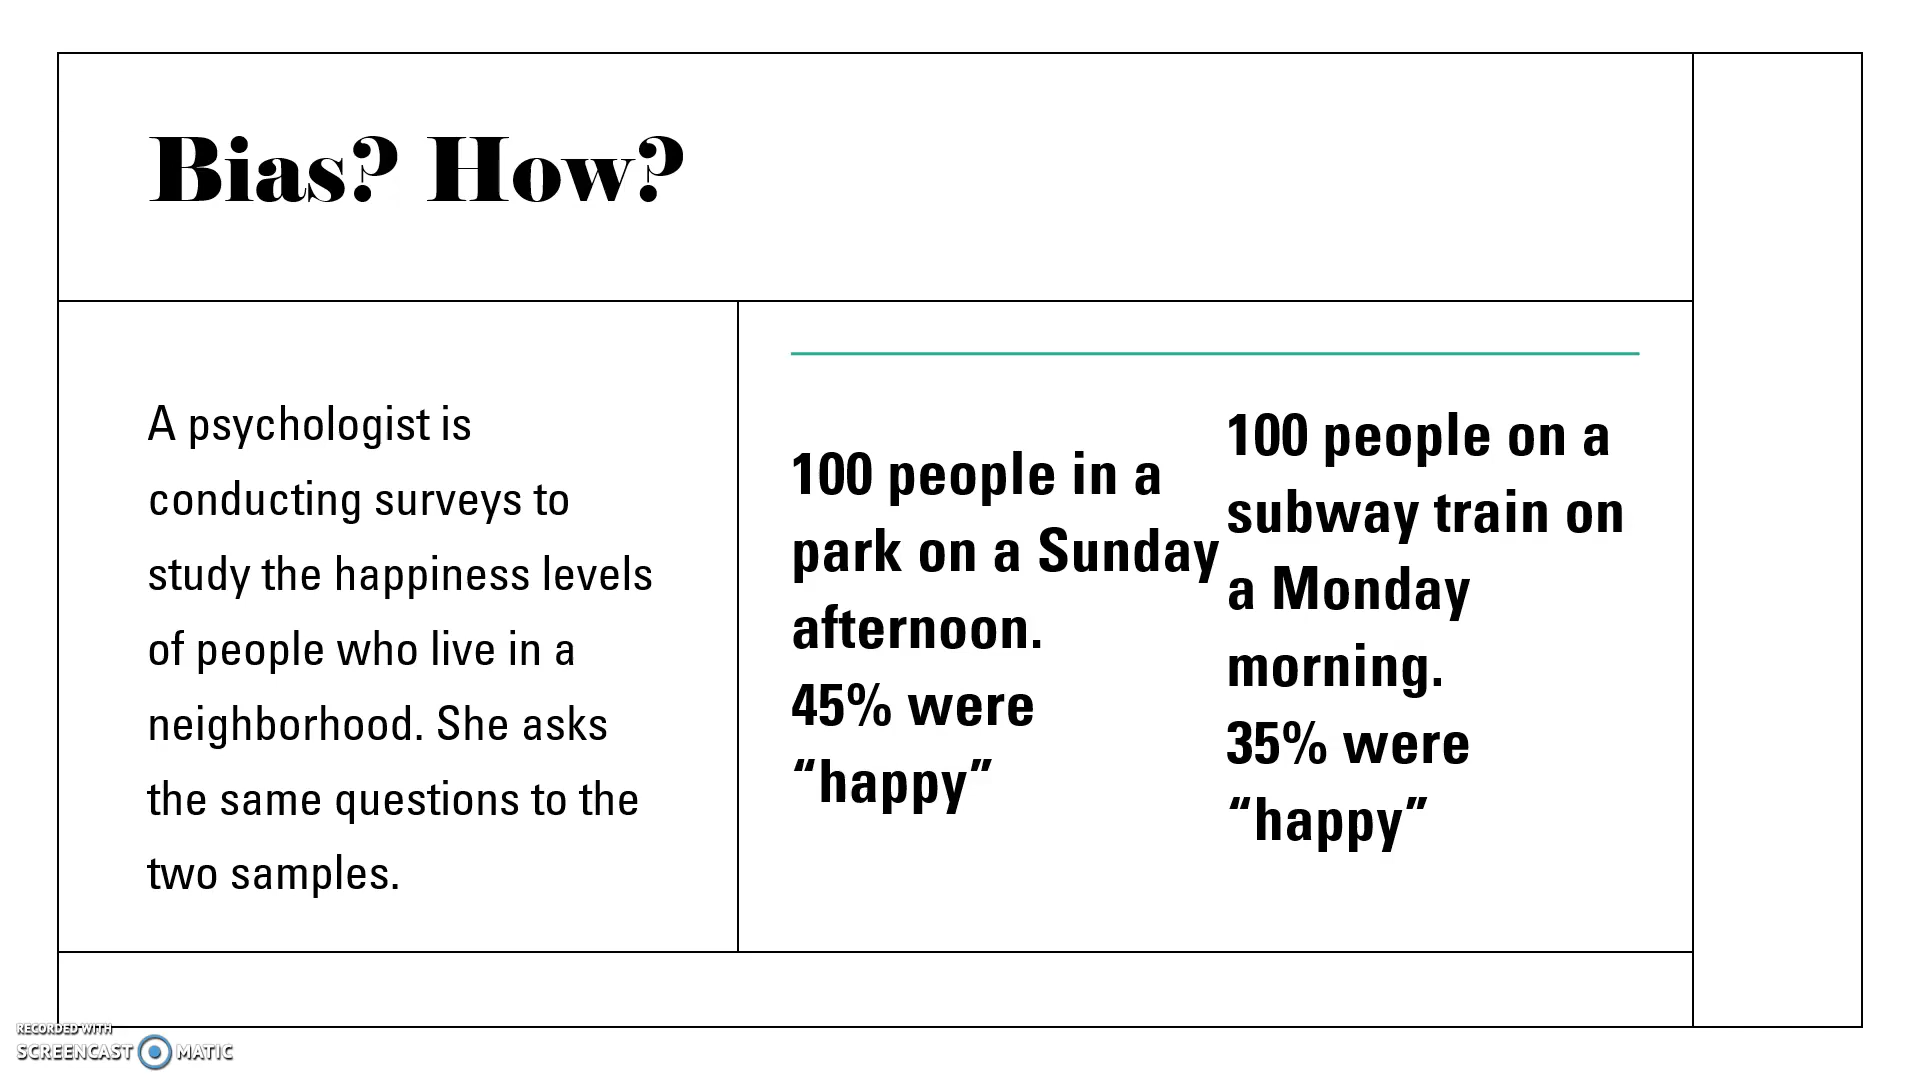 Bias? How?
A psychologist is
conducting surveys to
study the happiness levels
of people who live in a
neighborhood. She asks
the same questions to the
two samples.
100 people in a
park on a Sunday
afternoon.
45% were
“happy”
100 people on a
subway train on
a Monday
morning.
35% were
“happy”
RECORDED WITH
SCREENCAST MATIC